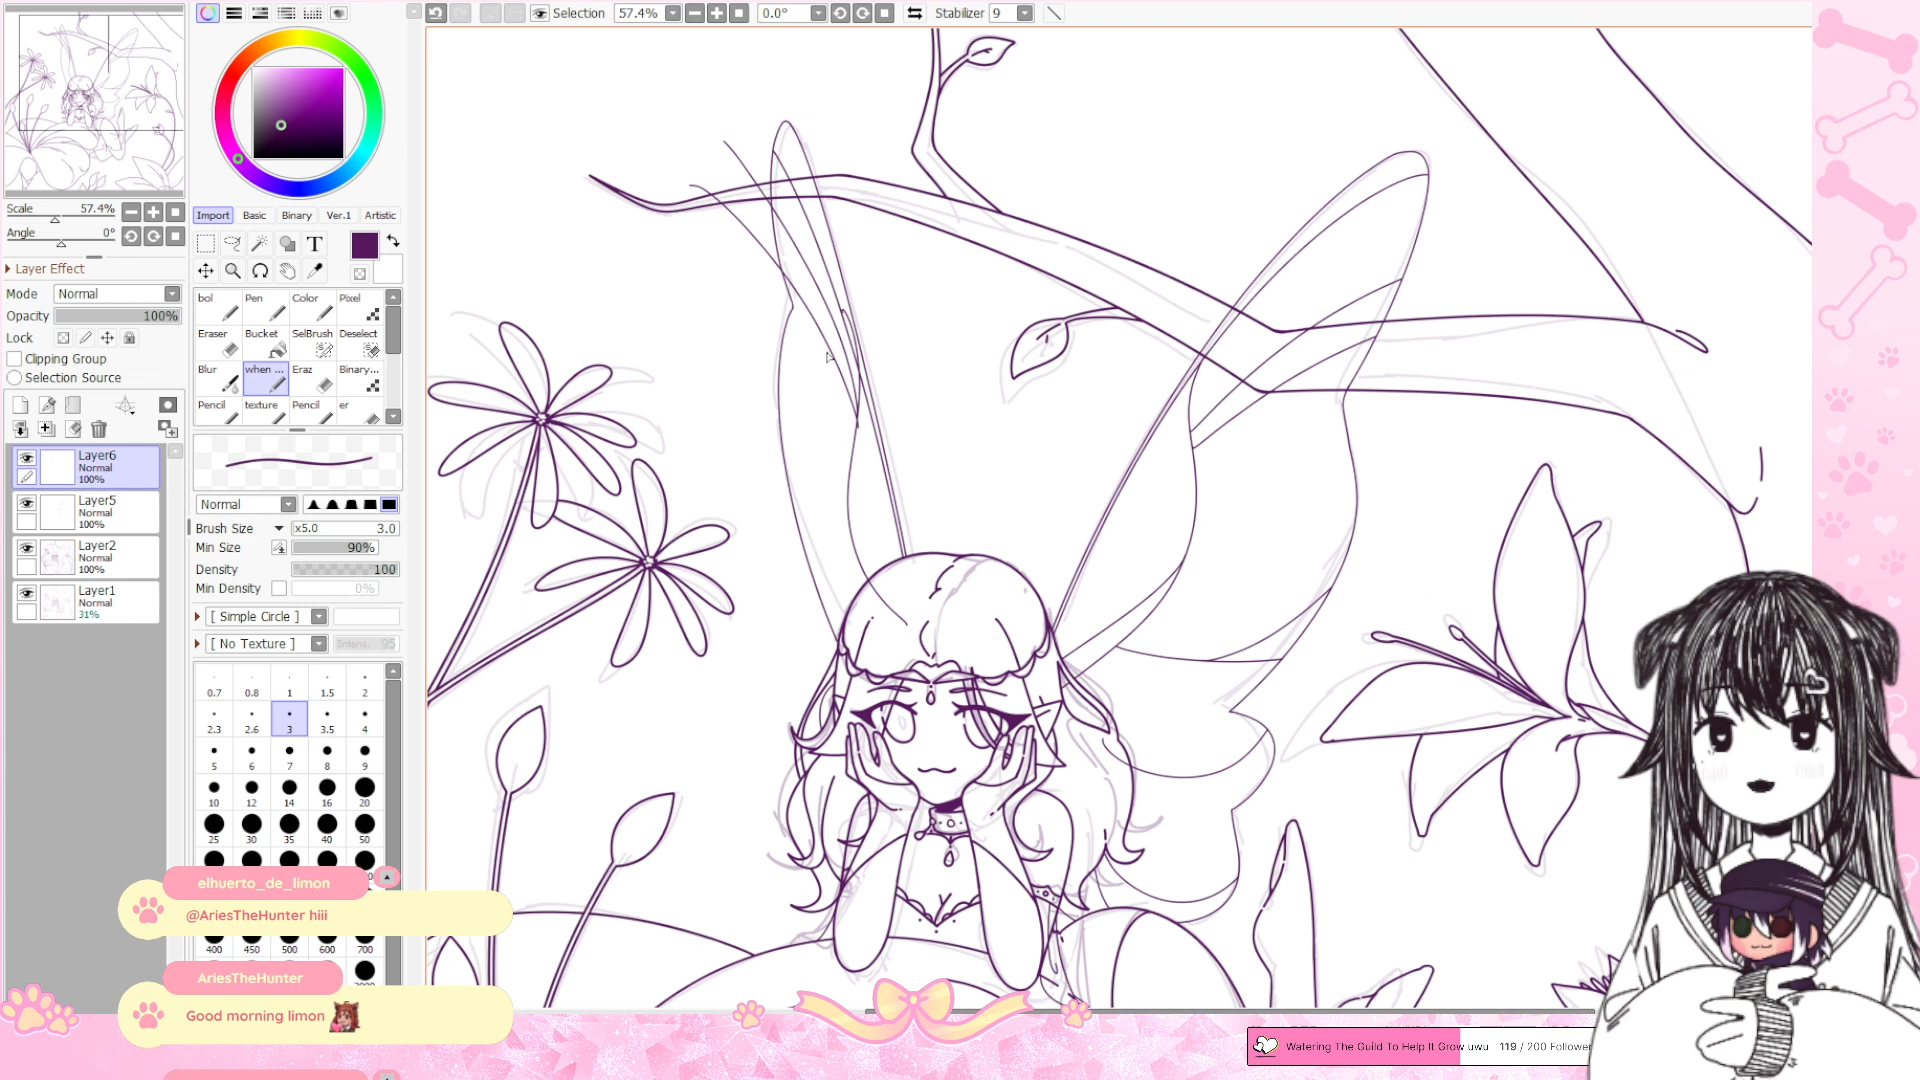 Selection 57.4% 0.0° Stabilizer 9
Scale 57.4%
Angle 0°
Layer Effect
Mode Normal
Opacity 100%
Lock
Clipping Group
Selection Source
Layer6
Normal
100%
Layer5
Normal
100%
Layer2
Normal
100%
Layer1
Normal
31%
Import Basic Binary Ver.1 Artistic
T
bol Pen Color Pixel
Eraser Bucket SelBrush Deselect
Blur when ... Eraz Binary...
Pencil texture Pencil er
Normal
Brush Size x5.0 3.0
Min Size 90%
Density 100
Min Density 0%
[ Simple Circle ]
[ No Texture ] Intens. 95
0.7 0.8 1 1.5 2
2.3 2.6 3 3.5 4
5 6 7 8 9
10 12 14 16 20
25 30 35 40 50
400 450 500 600 700
elhuerto_de_limon
@AriesTheHunter hiii
AriesTheHunter
Good morning limon
Watering The Guild To Help It Grow uwu 119 / 200 Follower